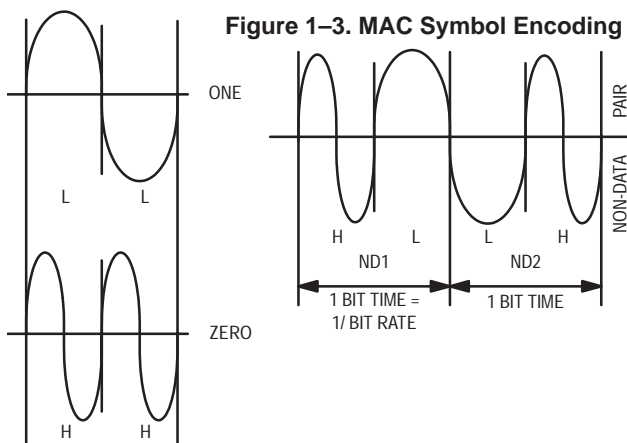 Figure 1–3. MAC Symbol Encoding
ONE
L L
ZERO
H H
PAIR
NON-DATA
H L L H
ND1 ND2
1 BIT TIME = 1 BIT TIME
1/ BIT RATE